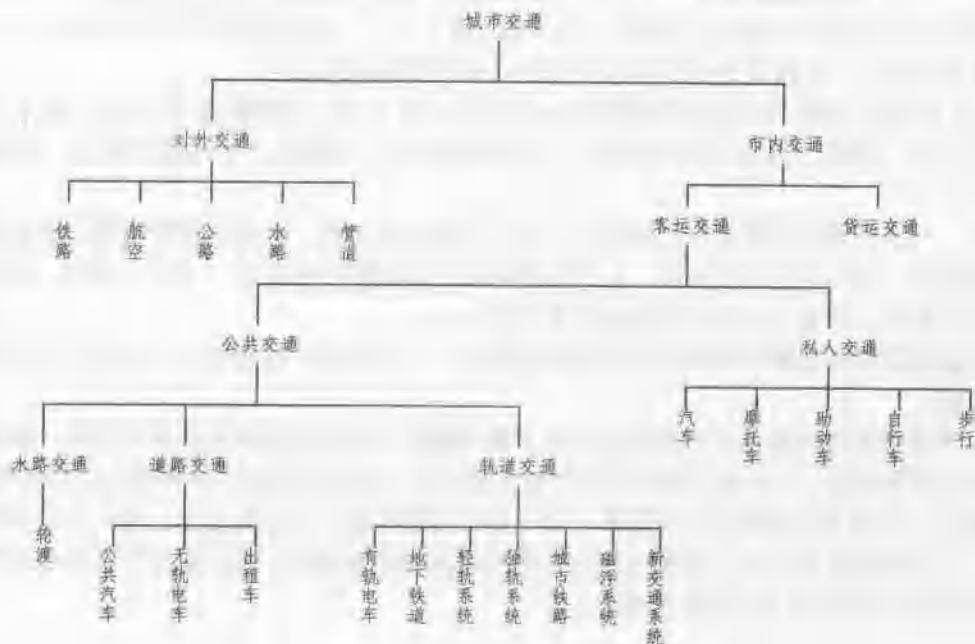 城市交通
对外交通
市内交通
铁路
航空
公路
水路
管道
客运交通
货运交通
公共交通
私人交通
汽车
摩托车
助动车
自行车
步行
水路交通
道路交通
轨道交通
轮渡
公共汽车
无轨电车
出租车
有轨电车
地下铁道
轻轨系统
独轨系统
城市铁路
磁浮系统
新交通系统